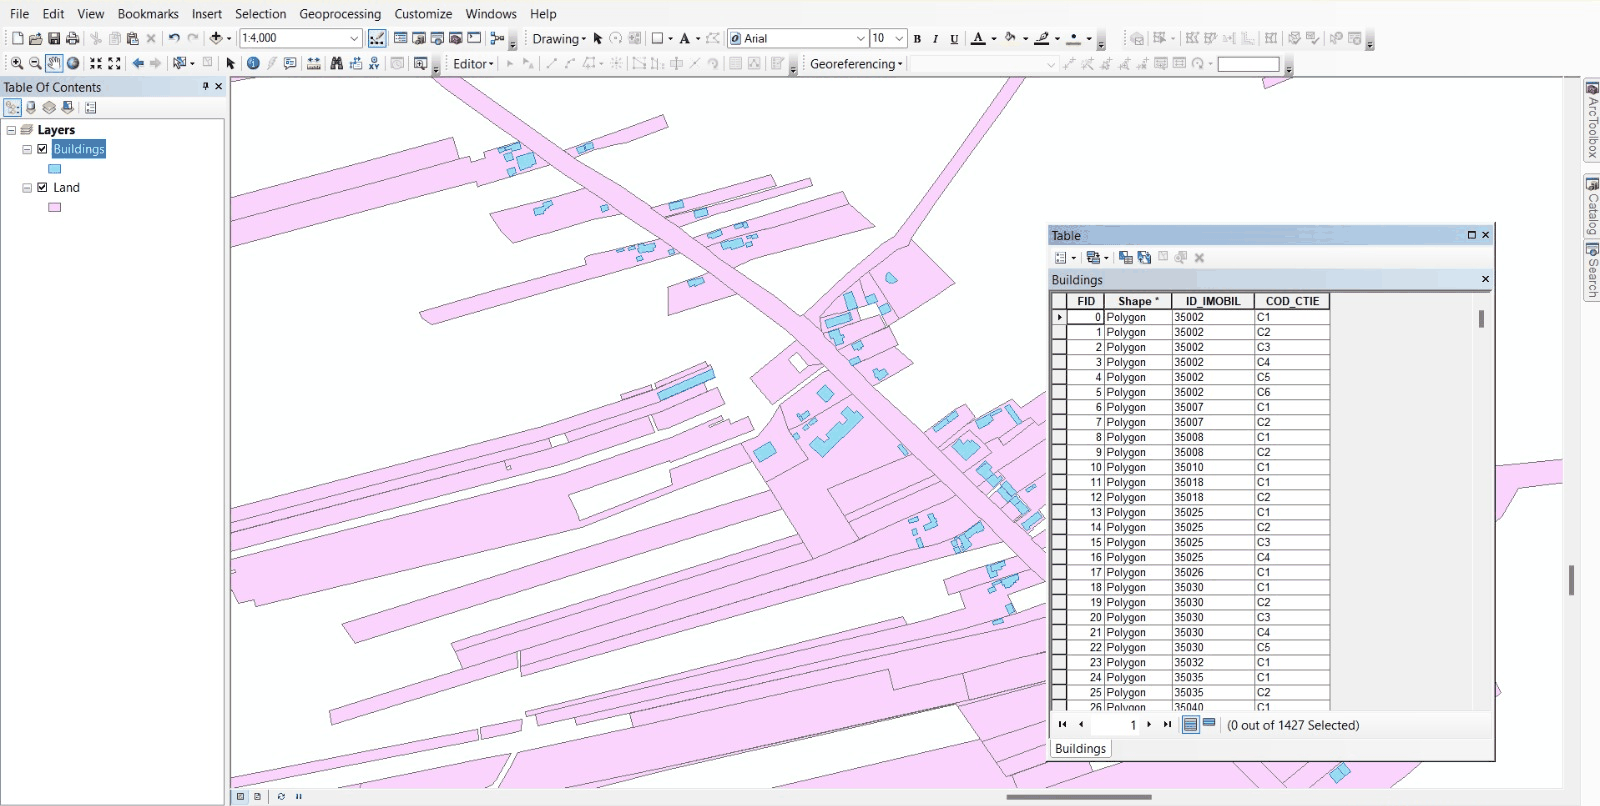 File Edit View Bookmarks Insert Selection Geoprocessing Customize Windows Help
1:4,000 Drawing Arial 10 B I U A
Editor Georeferencing
Table Of Contents
Layers
Buildings
Land
ArcToolbox
Catalog
Search
Table
Buildings
FID Shape * ID_IMOBIL COD_CTIE
0 Polygon 35002 C1
1 Polygon 35002 C2
2 Polygon 35002 C3
3 Polygon 35002 C4
4 Polygon 35002 C5
5 Polygon 35002 C6
6 Polygon 35007 C1
7 Polygon 35007 C2
8 Polygon 35008 C1
9 Polygon 35008 C2
10 Polygon 35010 C1
11 Polygon 35018 C1
12 Polygon 35018 C2
13 Polygon 35025 C1
14 Polygon 35025 C2
15 Polygon 35025 C3
16 Polygon 35025 C4
17 Polygon 35026 C1
18 Polygon 35030 C1
19 Polygon 35030 C2
20 Polygon 35030 C3
21 Polygon 35030 C4
22 Polygon 35030 C5
23 Polygon 35032 C1
24 Polygon 35035 C1
25 Polygon 35035 C2
26 Polygon 35040 C1
1 (0 out of 1427 Selected)
Buildings